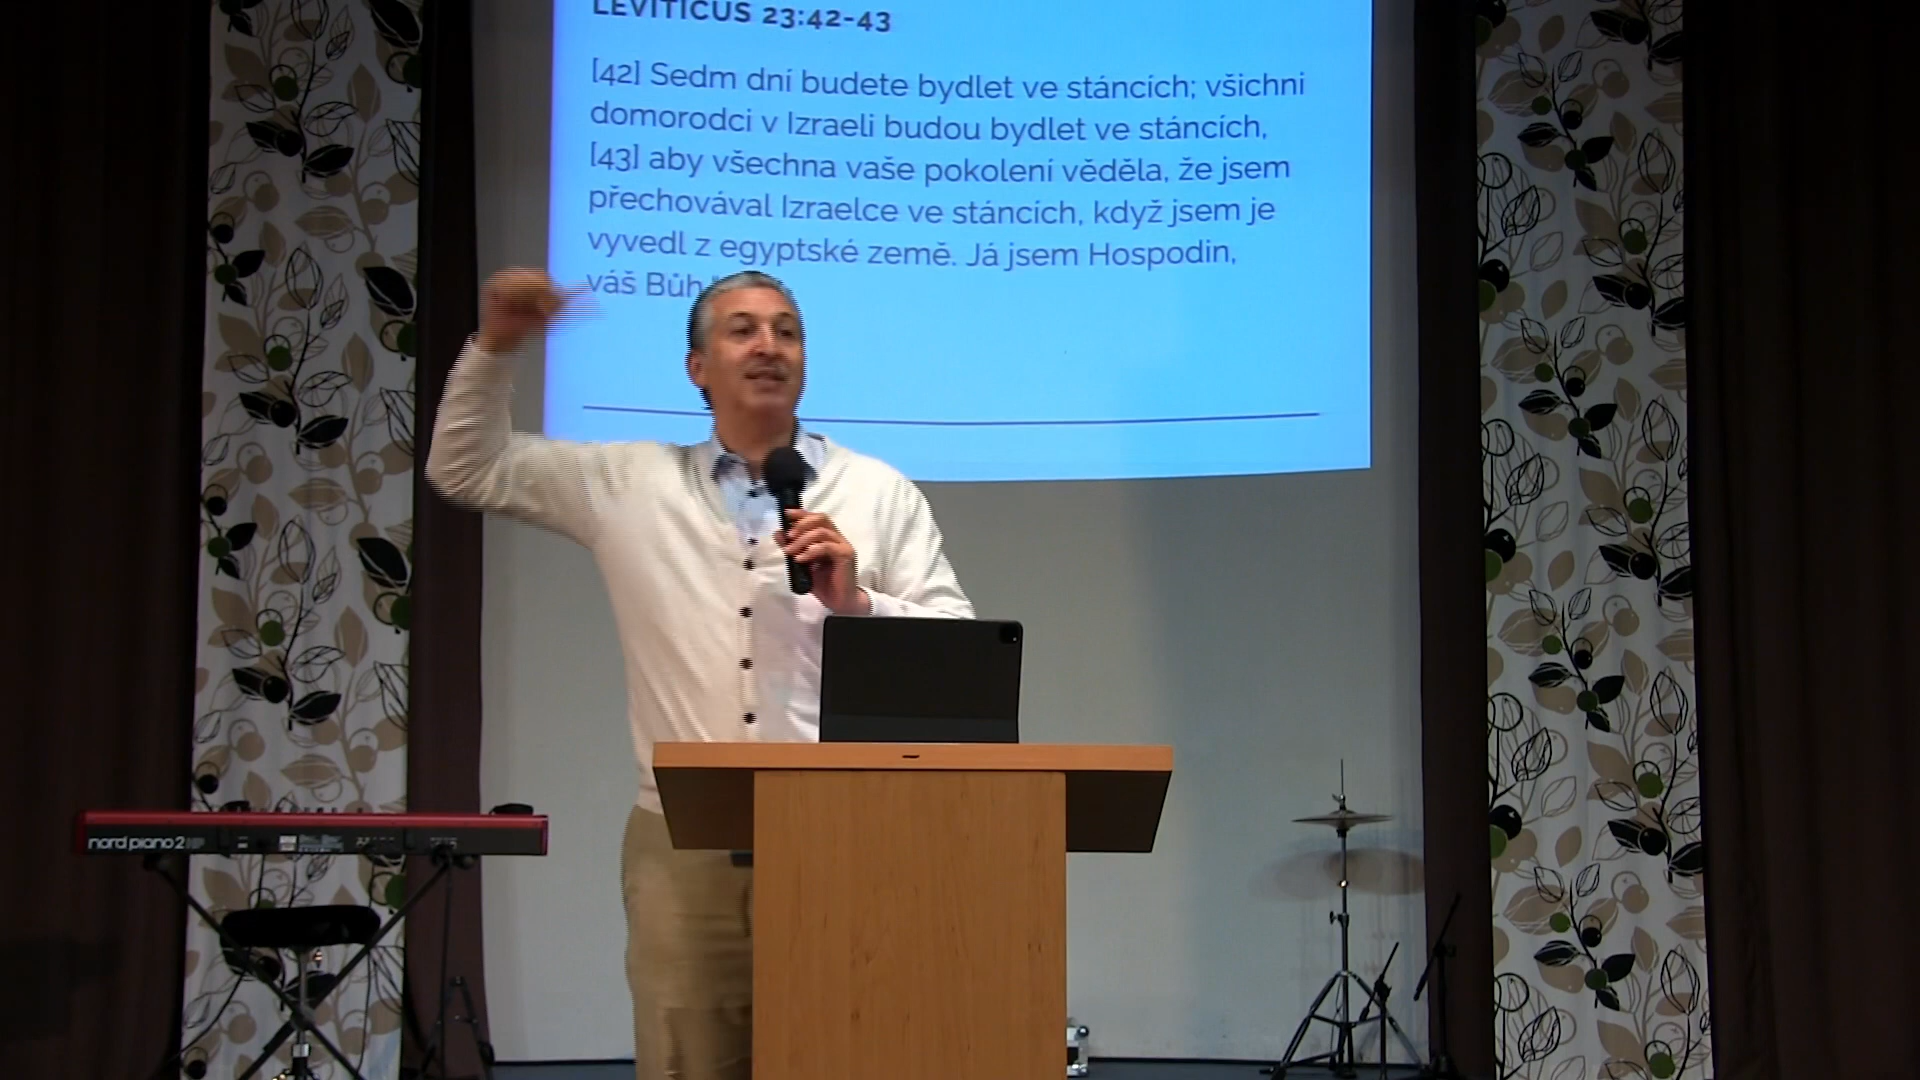 LEVITICUS 23:42-43
[42] Sedm dní budete bydlet ve stáncích; všichni
domorodci v Izraeli budou bydlet ve stáncích,
[43] aby všechna vaše pokolení věděla, že jsem
přechovával Izraelce ve stáncích, když jsem je
vyvedl z egyptské země. Já jsem Hospodin,
váš Bůh
nord piano 2